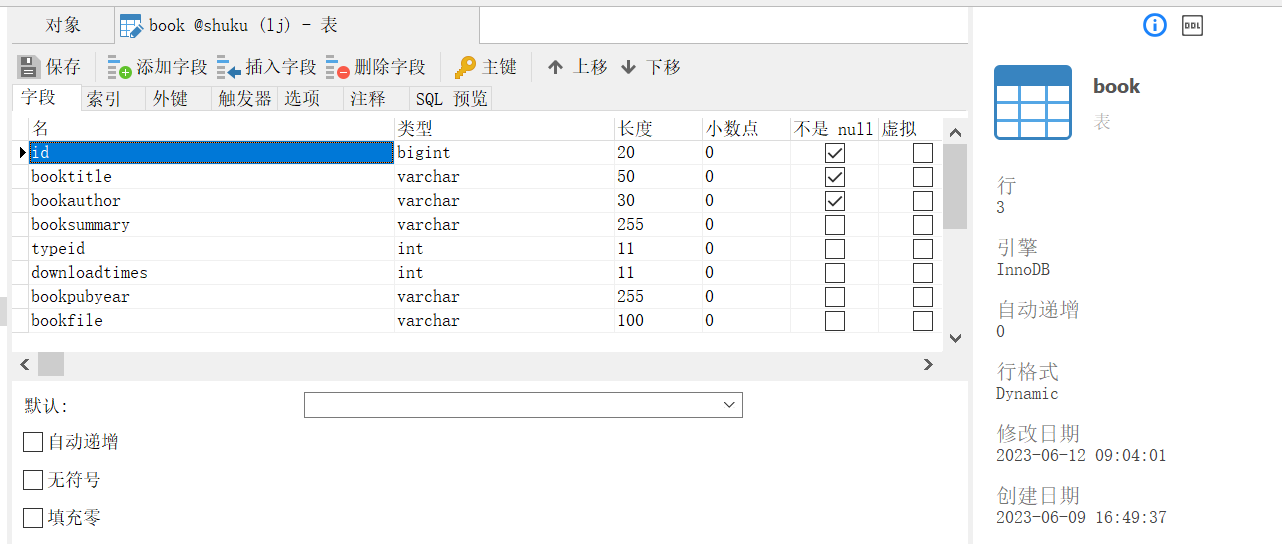 对象
book @shuku (lj) - 表
保存 添加字段 插入字段 删除字段 主键 上移 下移
字段 索引 外键 触发器 选项 注释 SQL 预览
名 类型 长度 小数点 不是 null 虚拟
id bigint 20 0
booktitle varchar 50 0
bookauthor varchar 30 0
booksummary varchar 255 0
typeid int 11 0
downloadtimes int 11 0
bookpubyear varchar 255 0
bookfile varchar 100 0
默认:
自动递增
无符号
填充零
DDL
book
表
行
3
引擎
InnoDB
自动递增
0
行格式
Dynamic
修改日期
2023-06-12 09:04:01
创建日期
2023-06-09 16:49:37